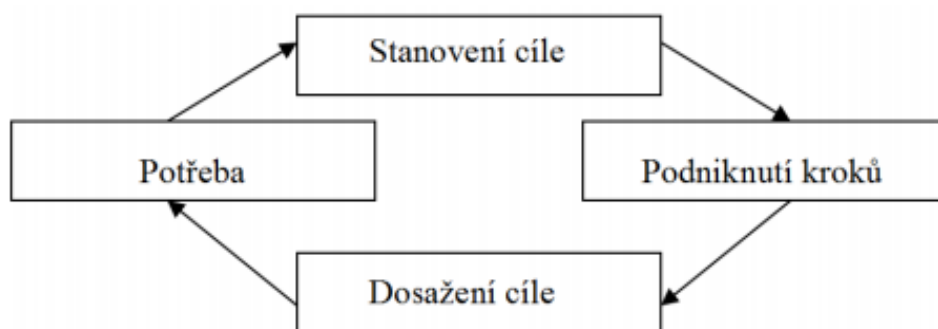 Stanovení cíle
Potřeba
Podniknutí kroků
Dosažení cíle